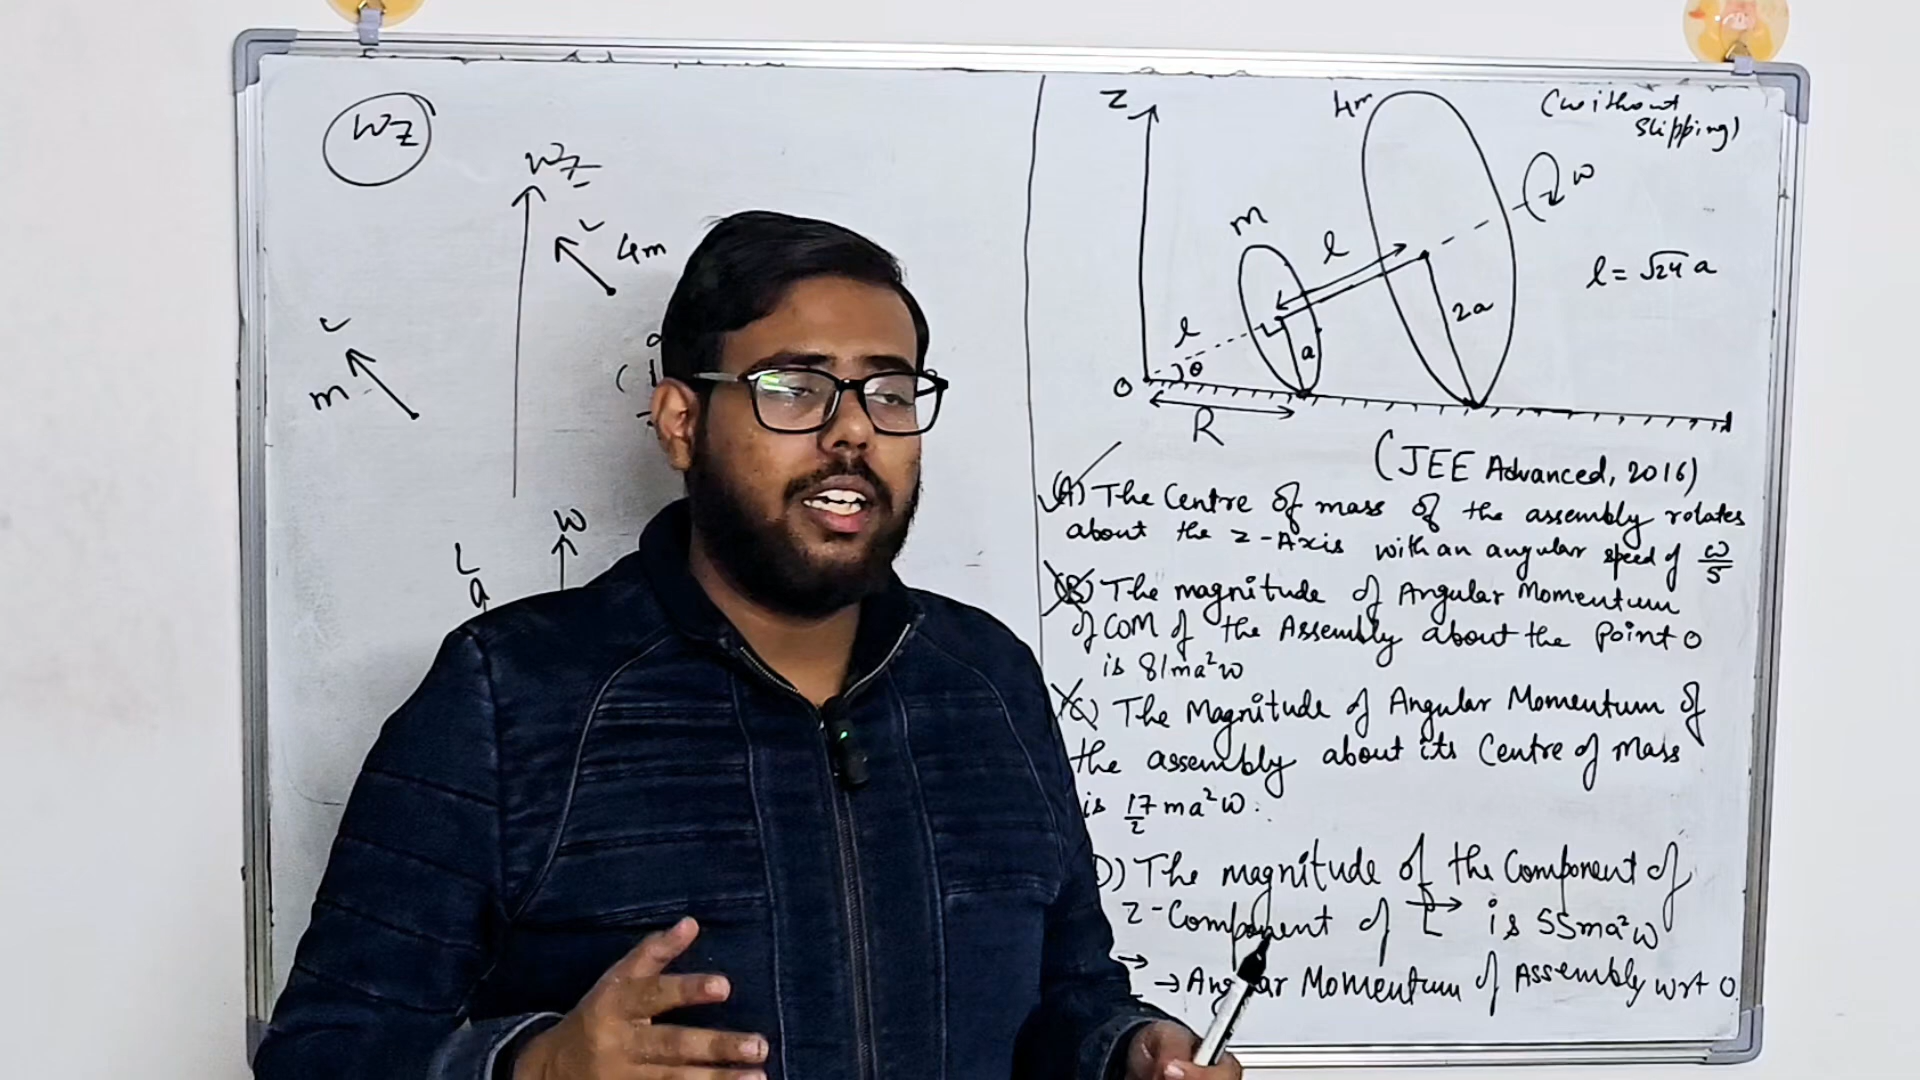 wz
wz
4m
m
L
w
z
4m
(without
slipping)
w
m
l
l = √24 a
2a
l
a
θ
O
R
(JEE Advanced, 2016)
(A) The Centre of mass of the assembly rotates
about the z-Axis with an angular speed of w/5
(B) The magnitude of Angular Momentum
of COM of the Assembly about the point O
is 81ma²w
(C) The Magnitude of Angular Momentum of
the assembly about its Centre of Mass
is 17/2 ma²w.
D) The magnitude of the Component of
z-Component of L is 55ma²w
→ Angular Momentum of Assembly wrt O.